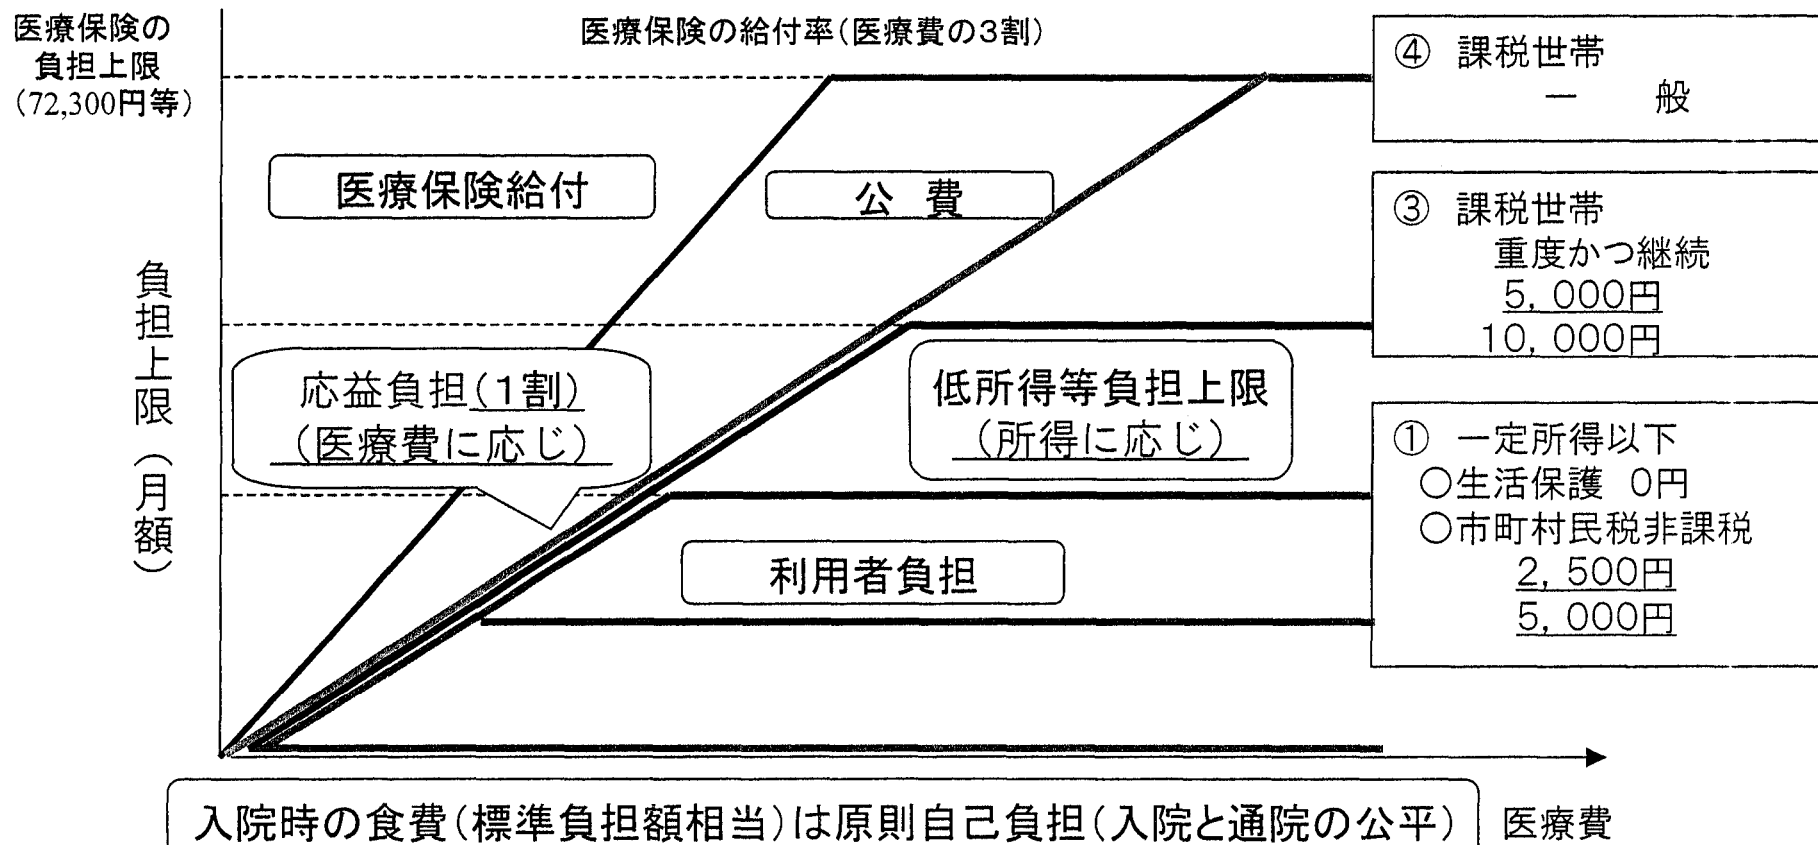 医療保険の
負担上限
(72,300円等)
医療保険の給付率(医療費の3割)
医療保険給付
公費
負担上限(月額)
応益負担(1割)
(医療費に応じ)
低所得等負担上限
(所得に応じ)
利用者負担
④ 課税世帯
一 般
③ 課税世帯
重度かつ継続
5,000円
10,000円
① 一定所得以下
○生活保護 0円
○市町村民税非課税
2,500円
5,000円
入院時の食費(標準負担額相当)は原則自己負担(入院と通院の公平)
医療費